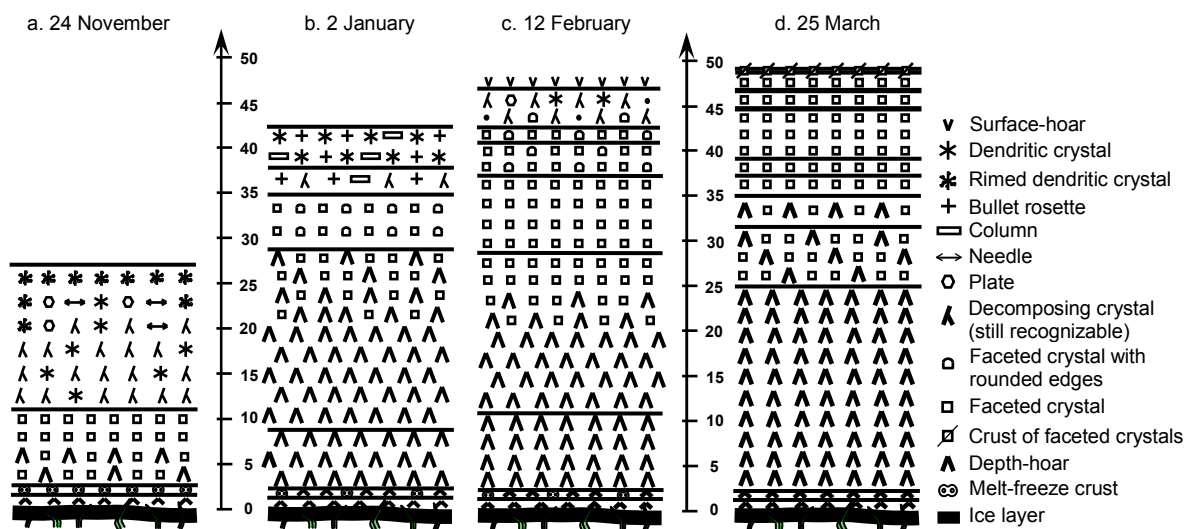 a. 24 November
b. 2 January
c. 12 February
d. 25 March
50
45
40
35
30
25
20
15
10
5
0
50
45
40
35
30
25
20
15
10
5
0
Surface-hoar
Dendritic crystal
Rimed dendritic crystal
Bullet rosette
Column
Needle
Plate
Decomposing crystal
(still recognizable)
Faceted crystal with
rounded edges
Faceted crystal
Crust of faceted crystals
Depth-hoar
Melt-freeze crust
Ice layer